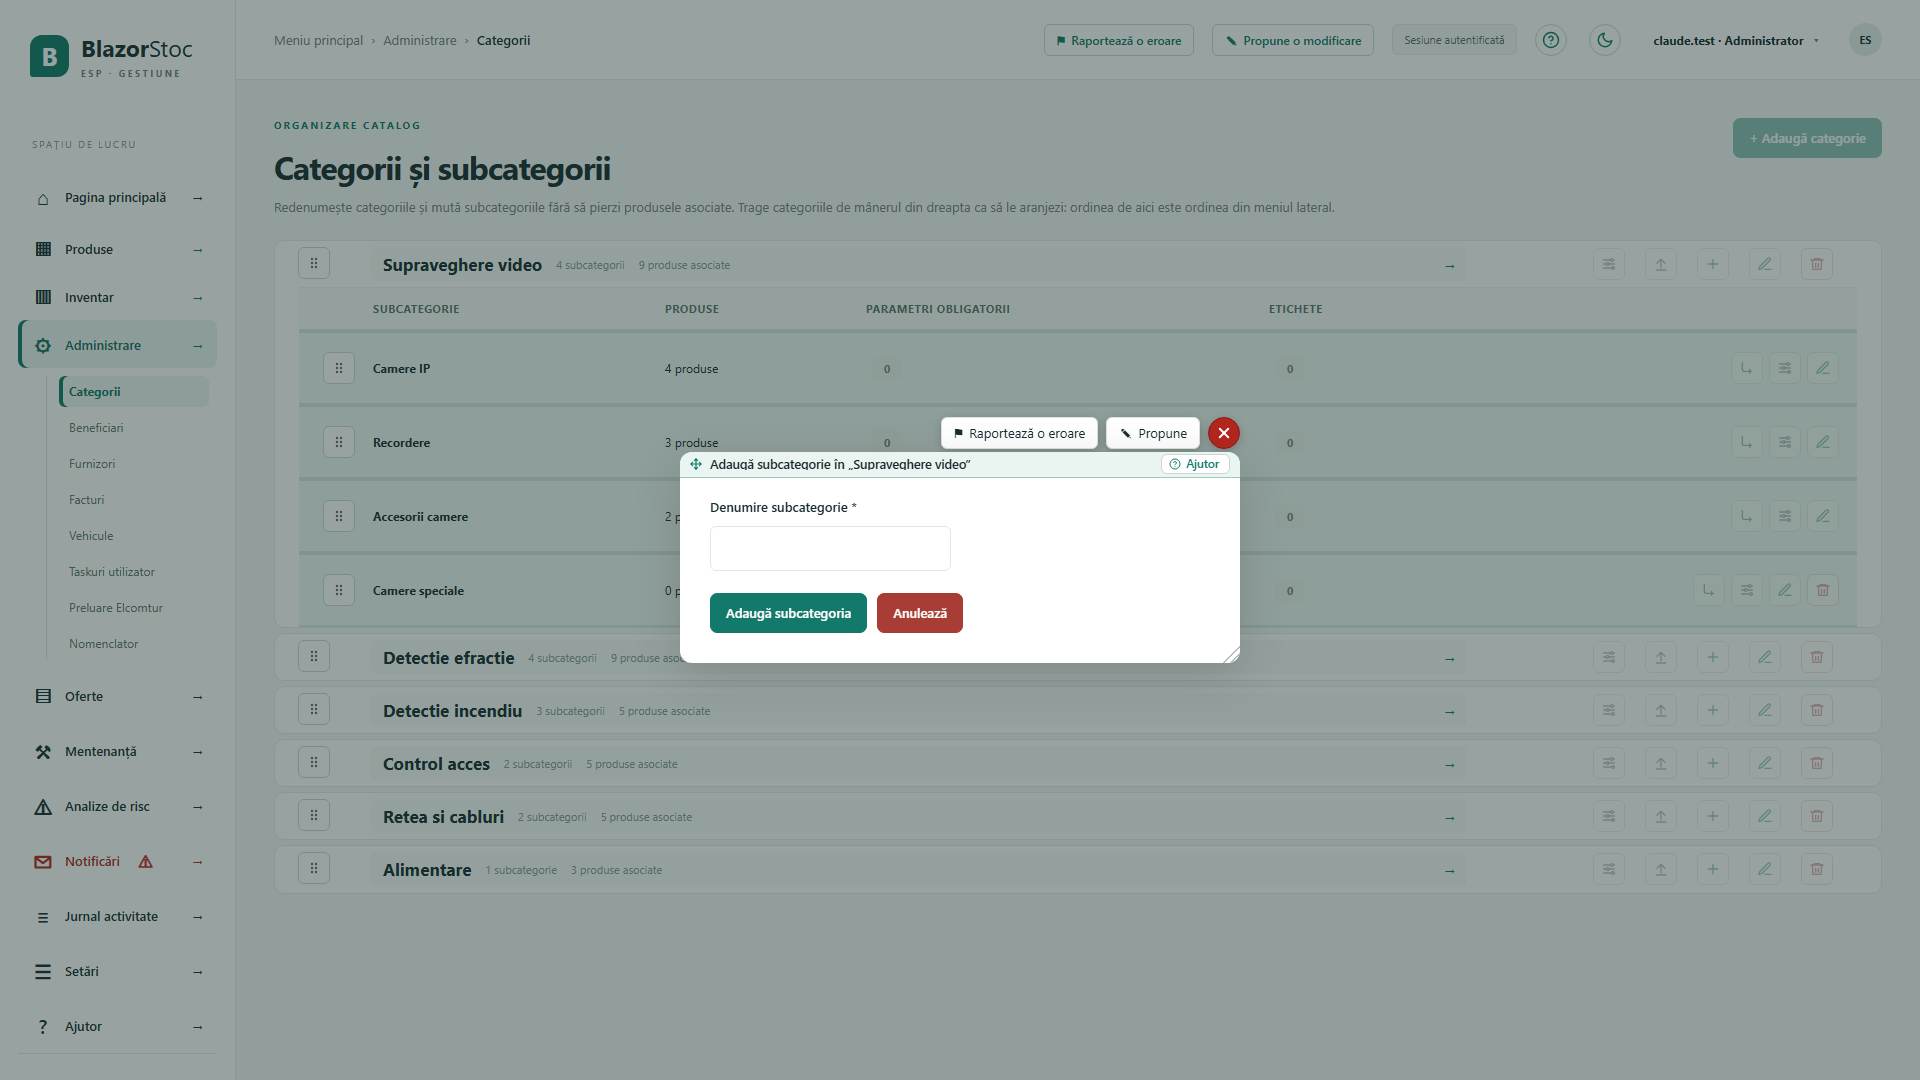 B BlazorStoc
ESP · GESTIUNE
SPAȚIU DE LUCRU
Pagina principală →
Produse →
Inventar →
Administrare →
Categorii
Beneficiari
Furnizori
Facturi
Vehicule
Taskuri utilizator
Preluare Elcomtur
Nomenclator
Oferte →
Mentenanță →
Analize de risc →
Notificări →
Jurnal activitate →
Setări →
? Ajutor →
Meniu principal › Administrare › Categorii
Raportează o eroare
Propune o modificare
Sesiune autentificată
claude.test · Administrator
ES
ORGANIZARE CATALOG
Categorii și subcategorii
Redenumește categoriile și mută subcategoriile fără să pierzi produsele asociate. Trage categoriile de mânerul din dreapta ca să le aranjezi: ordinea de aici este ordinea din meniul lateral.
+ Adaugă categorie
Supraveghere video 4 subcategorii 9 produse asociate →
SUBCATEGORIE PRODUSE PARAMETRI OBLIGATORII ETICHETE
Camere IP 4 produse 0 0
Recordere 3 produse 0 0
Accesorii camere 2 p 0
Camere speciale 0 p 0
Raportează o eroare Propune
Adaugă subcategorie în „Supraveghere video”
Ajutor
Denumire subcategorie *
Adaugă subcategoria Anulează
Detectie efractie 4 subcategorii 9 produse asoc →
Detectie incendiu 3 subcategorii 5 produse asociate →
Control acces 2 subcategorii 5 produse asociate →
Retea si cabluri 2 subcategorii 5 produse asociate →
Alimentare 1 subcategorie 3 produse asociate →